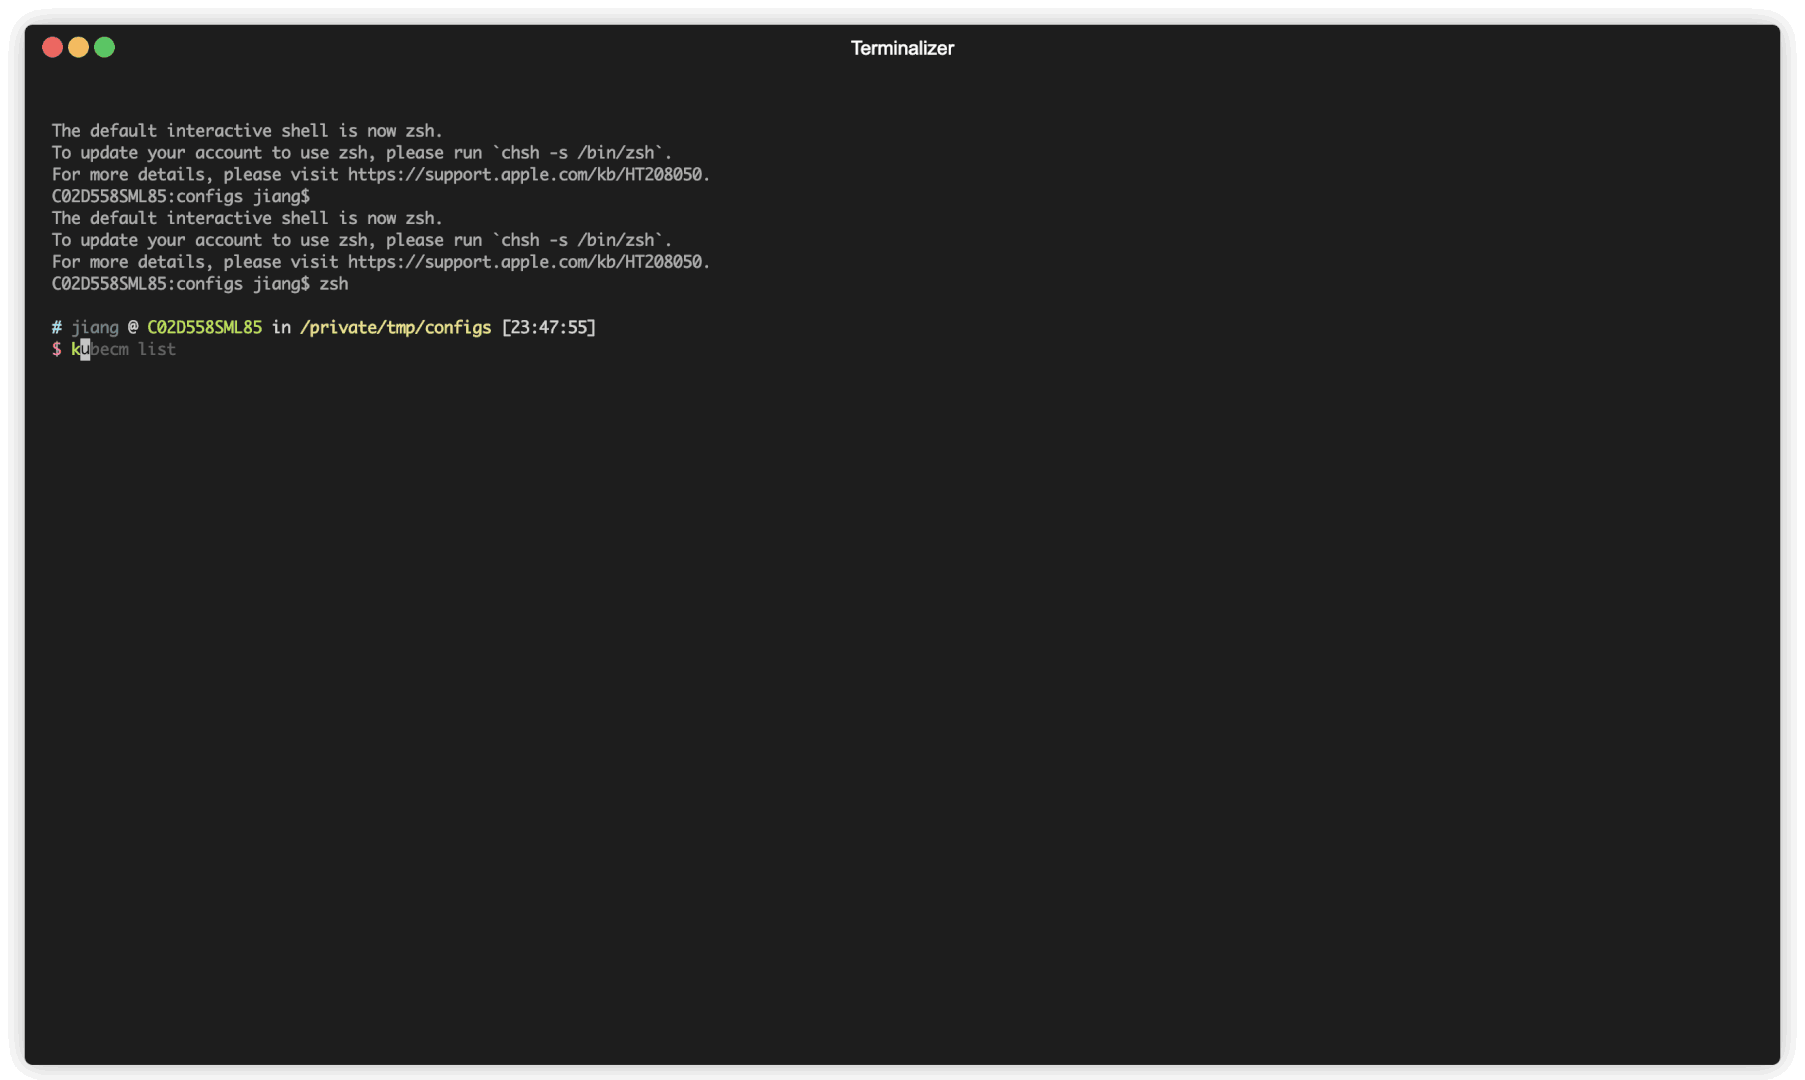 Terminalizer
The default interactive shell is now zsh.
To update your account to use zsh, please run `chsh -s /bin/zsh`.
For more details, please visit https://support.apple.com/kb/HT208050.
C02D558SML85:configs jiang$
The default interactive shell is now zsh.
To update your account to use zsh, please run `chsh -s /bin/zsh`.
For more details, please visit https://support.apple.com/kb/HT208050.
C02D558SML85:configs jiang$ zsh
# jiang @ C02D558SML85 in /private/tmp/configs [23:47:55]
$ kubecm list